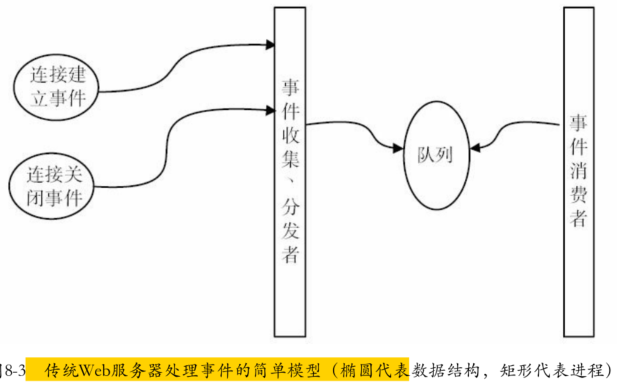 连接建
立事件
连接关
闭事件
事件收集、分发者
队列
事件消费者
图8-3 传统Web服务器处理事件的简单模型（椭圆代表数据结构，矩形代表进程）